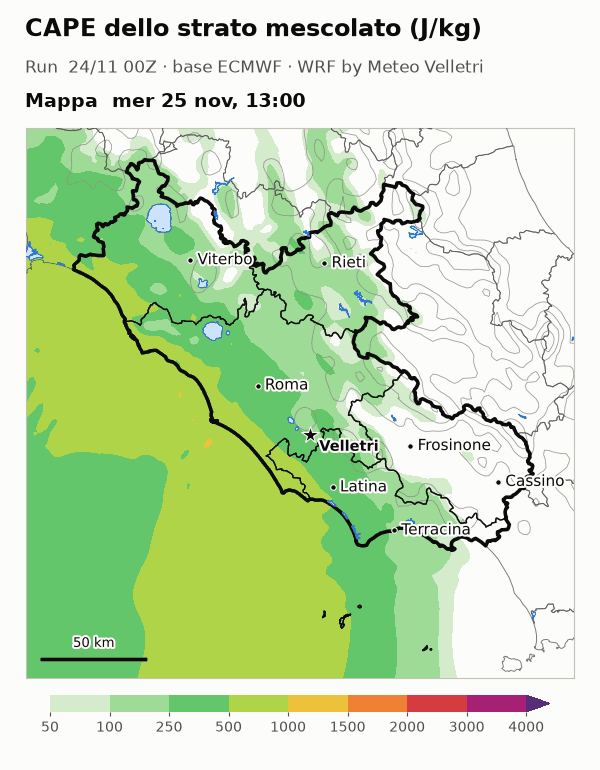 CAPE dello strato mescolato (J/kg)
Run  24/11 00Z · base ECMWF · WRF by Meteo Velletri
Mappa  mer 25 nov, 13:00
Viterbo
Rieti
Roma
Velletri
Frosinone
Cassino
Latina
Terracina
50 km
50 100 250 500 1000 1500 2000 3000 4000